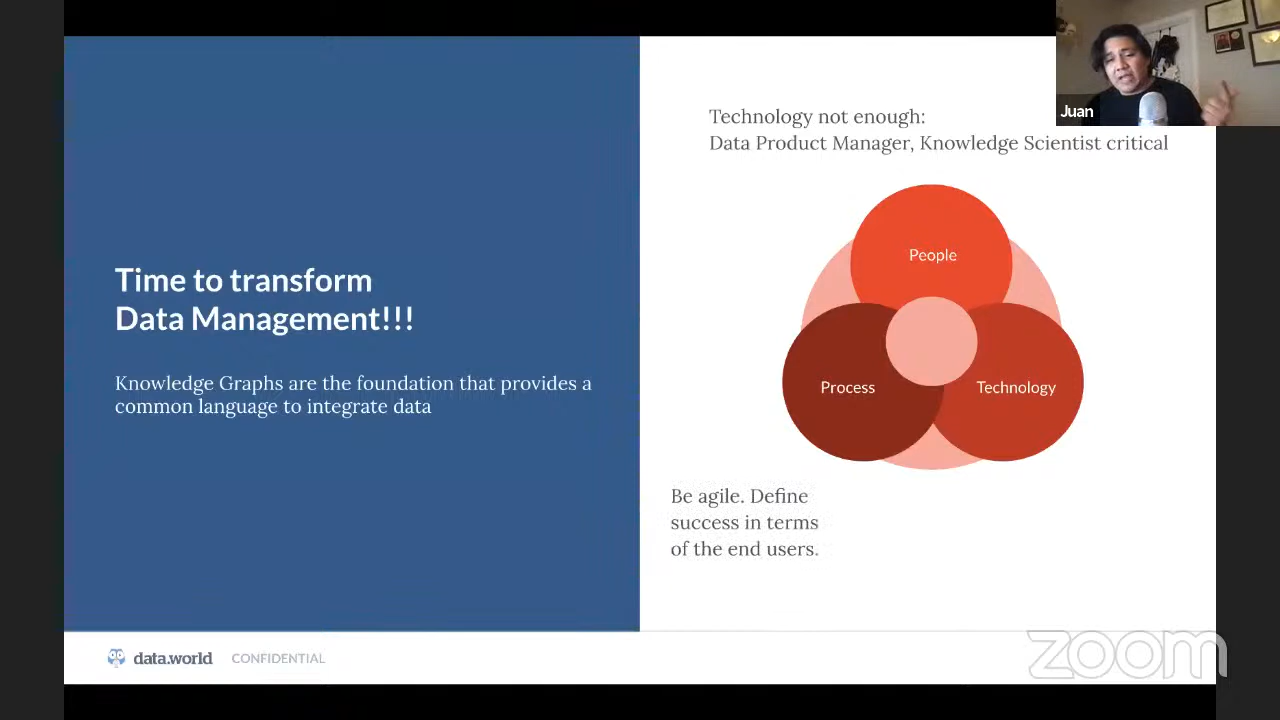 Juan
Technology not enough:
Data Product Manager, Knowledge Scientist critical
Time to transform
Data Management!!!
Knowledge Graphs are the foundation that provides a
common language to integrate data
People
Process
Technology
Be agile. Define
success in terms
of the end users.
data.world CONFIDENTIAL
zoom